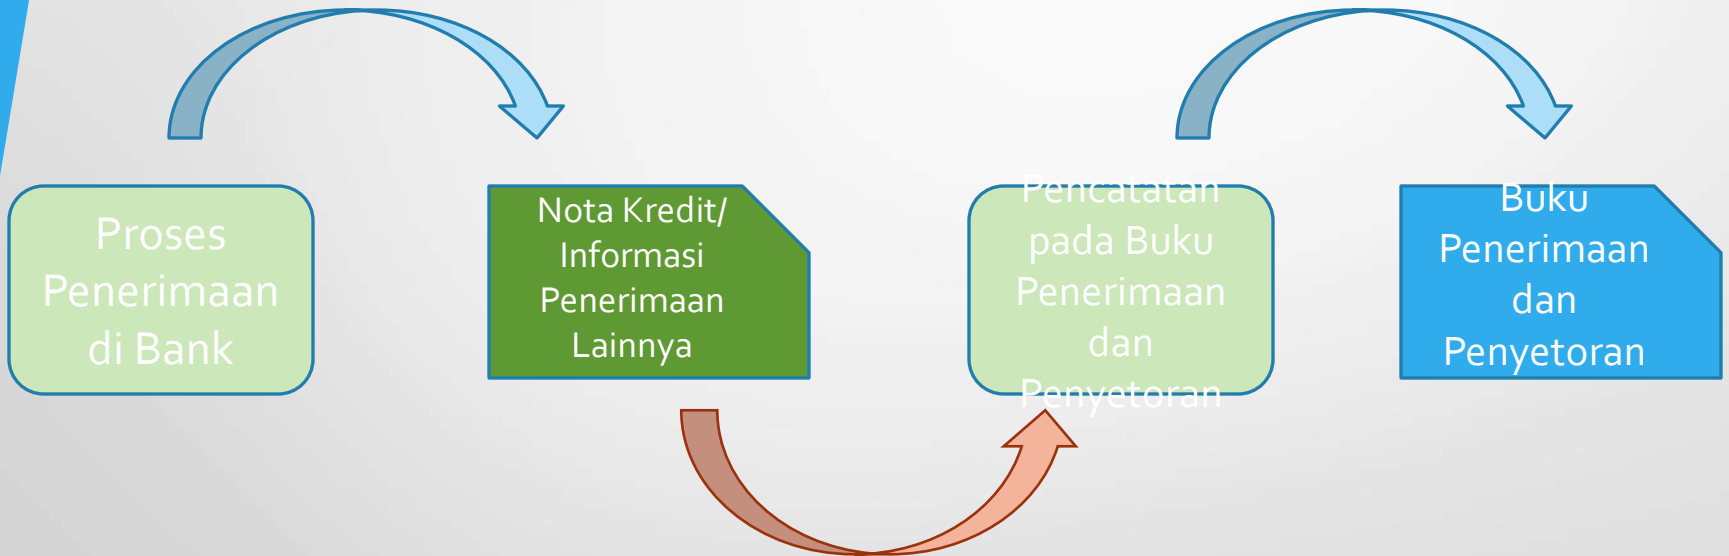 Proses
Penerimaan
di Bank
Nota Kredit/
Informasi
Penerimaan
Lainnya
Pencatatan
pada Buku
Penerimaan
dan
Penyetoran
Buku
Penerimaan
dan
Penyetoran